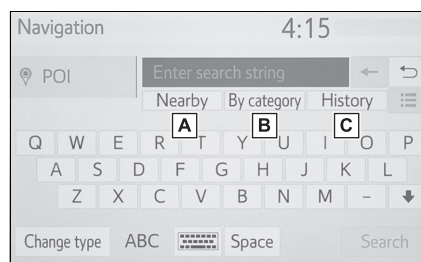 Navigation 4:15
POI Enter search string
Nearby By category History
A B C
Q W E R T Y U I O P
A S D F G H J K L
Z X C V B N M -
Change type ABC Space Search